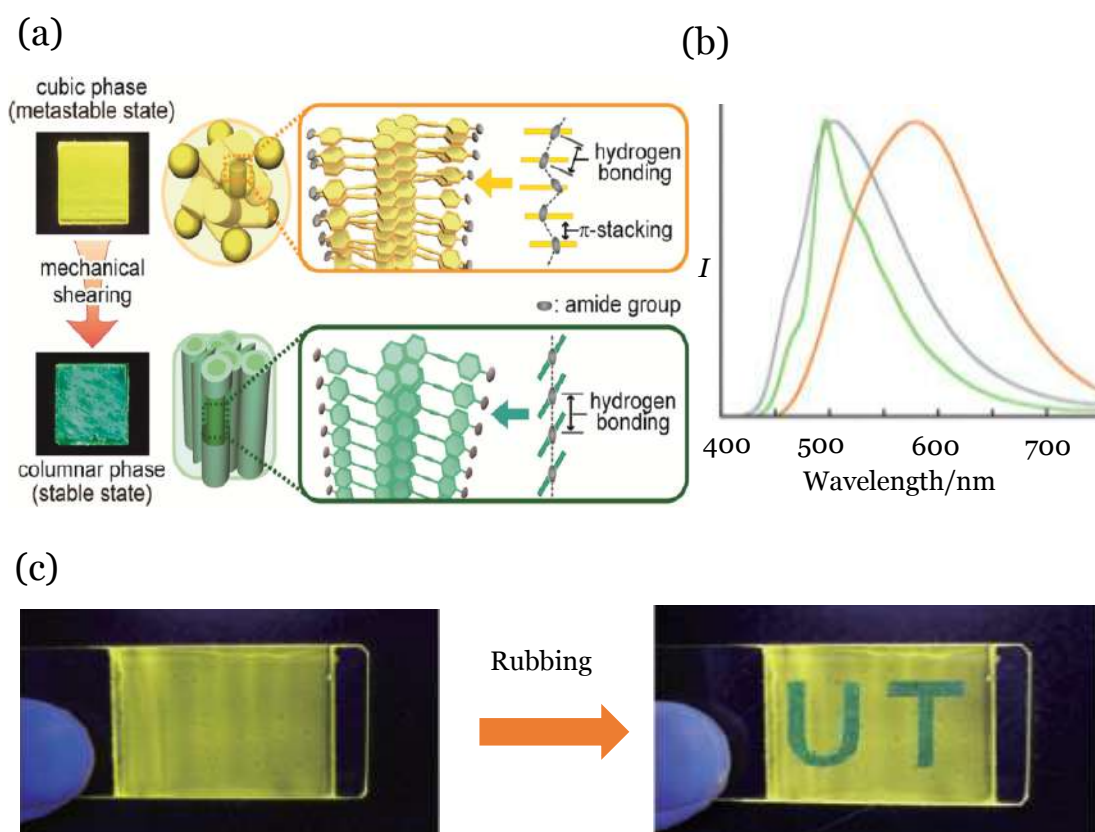 (a)
cubic phase
(metastable state)
hydrogen
bonding
π-stacking
mechanical
shearing
: amide group
hydrogen
bonding
columnar phase
(stable state)
(b)
I
400 500 600 700
Wavelength/nm
(c)
Rubbing
UT